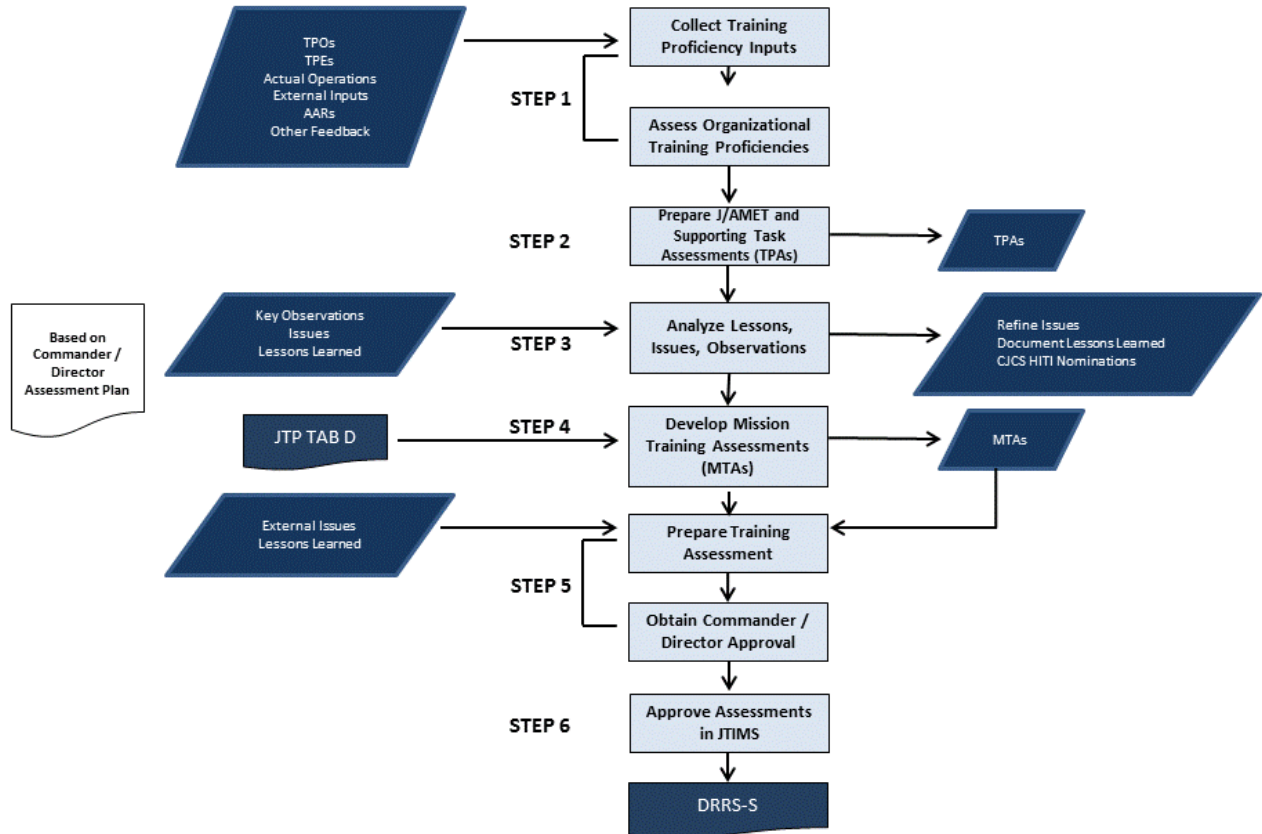 Collect Training
Proficiency Inputs
TPOs
TPEs
Actual Operations
External Inputs
AARs
Other Feedback
STEP 1
Assess Organizational
Training Proficiencies
STEP 2
Prepare J/AMET and
Supporting Task
Assessments (TPAs)
TPAs
Based on
Commander /
Director
Assessment Plan
Key Observations
Issues
Lessons Learned
STEP 3
Analyze Lessons,
Issues, Observations
Refine Issues
Document Lessons Learned
CJCS HITI Nominations
JTP TAB D
STEP 4
Develop Mission
Training Assessments
(MTAs)
MTAs
External Issues
Lessons Learned
Prepare Training
Assessment
STEP 5
Obtain Commander /
Director Approval
STEP 6
Approve Assessments
in JTIMS
DRRS-S